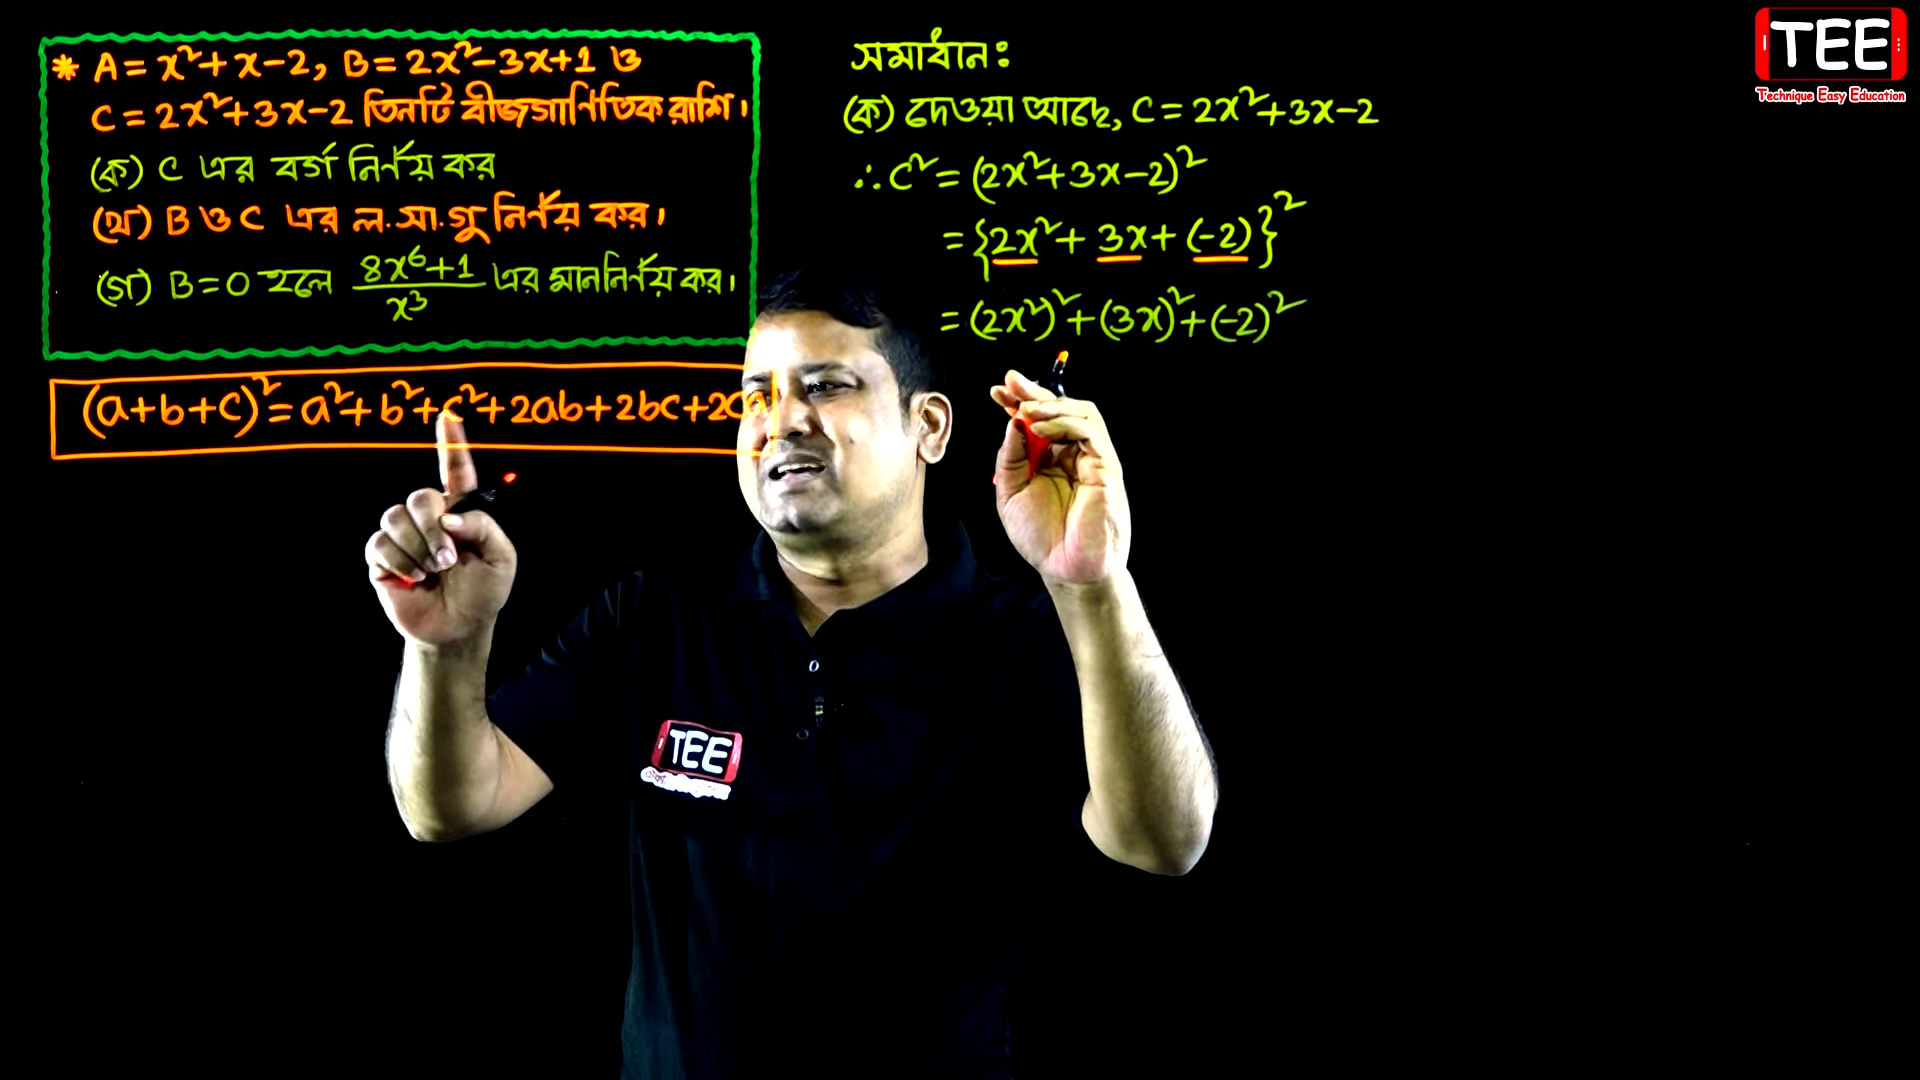 * A = x² + x - 2, B = 2x² - 3x + 1 ও
C = 2x² + 3x - 2 তিনটি বীজগাণিতিক রাশি।
(ক) C এর বর্গ নির্ণয় কর
(খ) B ও C এর ল.সা.গু নির্ণয় কর।
(গ) B = 0 হলে (8x⁶ + 1)/x³ এর মান নির্ণয় কর।
(a+b+c)² = a² + b² + c² + 2ab + 2bc + 2ca
সমাধান:
(ক) দেওয়া আছে, C = 2x² + 3x - 2
∴ C² = (2x² + 3x - 2)²
= {2x² + 3x + (-2)}²
= (2x²)² + (3x)² + (-2)²
TEE
Technique Easy Education
TEE